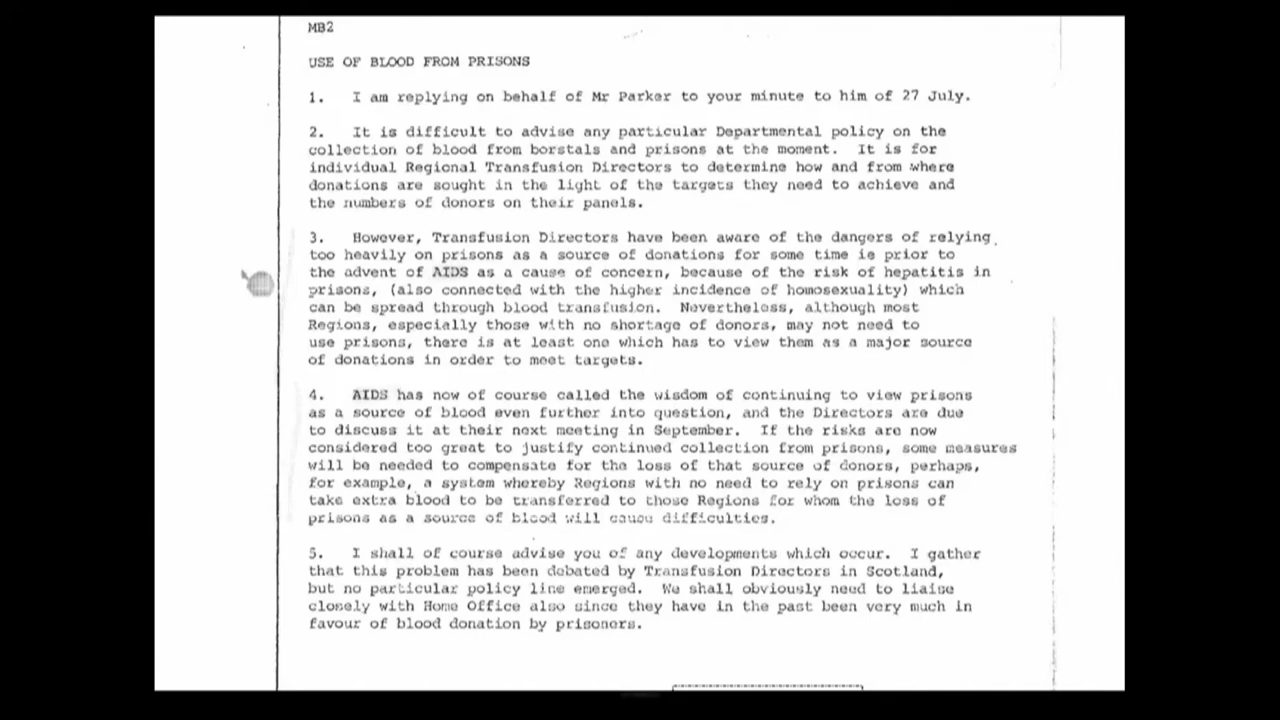 MB2
USE OF BLOOD FROM PRISONS
1. I am replying on behalf of Mr Parker to your minute to him of 27 July.
2. It is difficult to advise any particular Departmental policy on the
collection of blood from borstals and prisons at the moment. It is for
individual Regional Transfusion Directors to determine how and from where
donations are sought in the light of the targets they need to achieve and
the numbers of donors on their panels.
3. However, Transfusion Directors have been aware of the dangers of relying
too heavily on prisons as a source of donations for some time ie prior to
the advent of AIDS as a cause of concern, because of the risk of hepatitis in
prisons, (also connected with the higher incidence of homosexuality) which
can be spread through blood transfusion. Nevertheless, although most
Regions, especially those with no shortage of donors, may not need to
use prisons, there is at least one which has to view them as a major source
of donations in order to meet targets.
4. AIDS has now of course called the wisdom of continuing to view prisons
as a source of blood even further into question, and the Directors are due
to discuss it at their next meeting in September. If the risks are now
considered too great to justify continued collection from prisons, some measures
will be needed to compensate for the loss of that source of donors, perhaps,
for example, a system whereby Regions with no need to rely on prisons can
take extra blood to be transferred to those Regions for whom the loss of
prisons as a source of blood will cause difficulties.
5. I shall of course advise you of any developments which occur. I gather
that this problem has been debated by Transfusion Directors in Scotland,
but no particular policy line emerged. We shall obviously need to liaise
closely with Home Office also since they have in the past been very much in
favour of blood donation by prisoners.